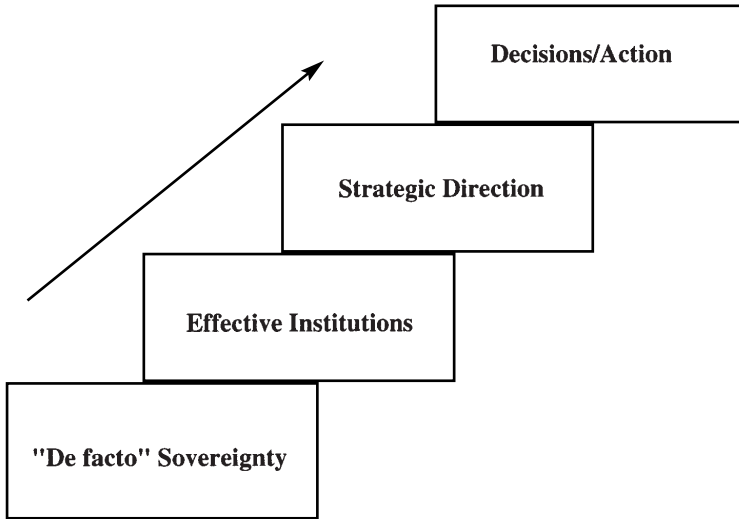 Decisions/Action
Strategic Direction
Effective Institutions
"De facto" Sovereignty